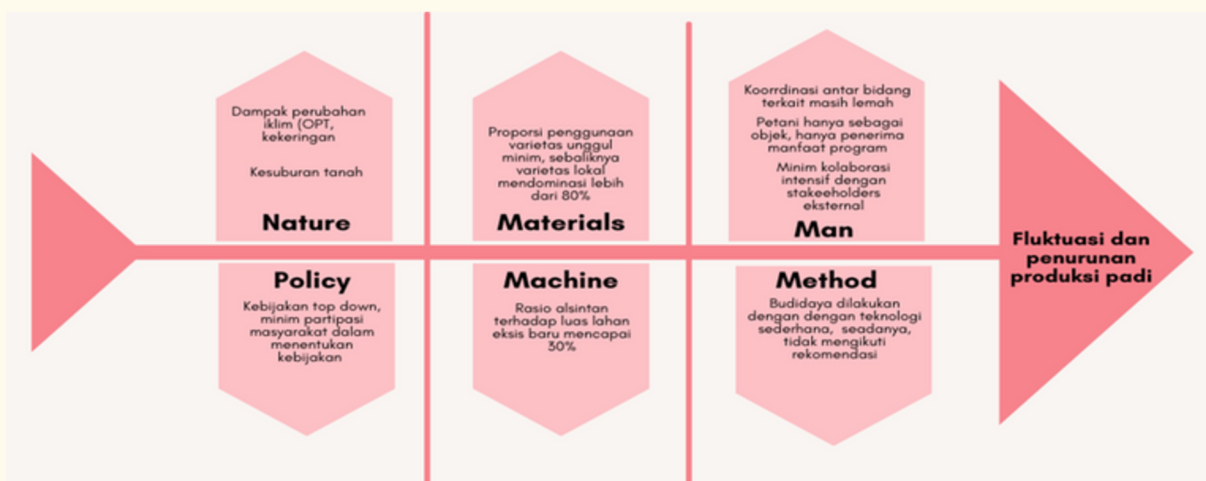 Dampak perubahan
iklim (OPT,
kekeringan
Kesuburan tanah
Nature
Proporsi penggunaan
varietas unggul
minim, sebaliknya
varietas lokal
mendominasi lebih
dari 80%
Materials
Koorrdinasi antar bidang
terkait masih lemah
Petani hanya sebagai
objek, hanya penerima
manfaat program
Minim kolaborasi
intensif dengan
stakeeholders
eksternal
Man
Fluktuasi dan
penurunan
produksi padi
Policy
Kebijakan top down,
minim partipasi
masyarakat dalam
menentukan
kebijakan
Machine
Rasio alsintan
terhadap luas lahan
eksis baru mencapai
30%
Method
Budidaya dilakukan
dengan dengan teknologi
sederhana, seadanya,
tidak mengikuti
rekomendasi